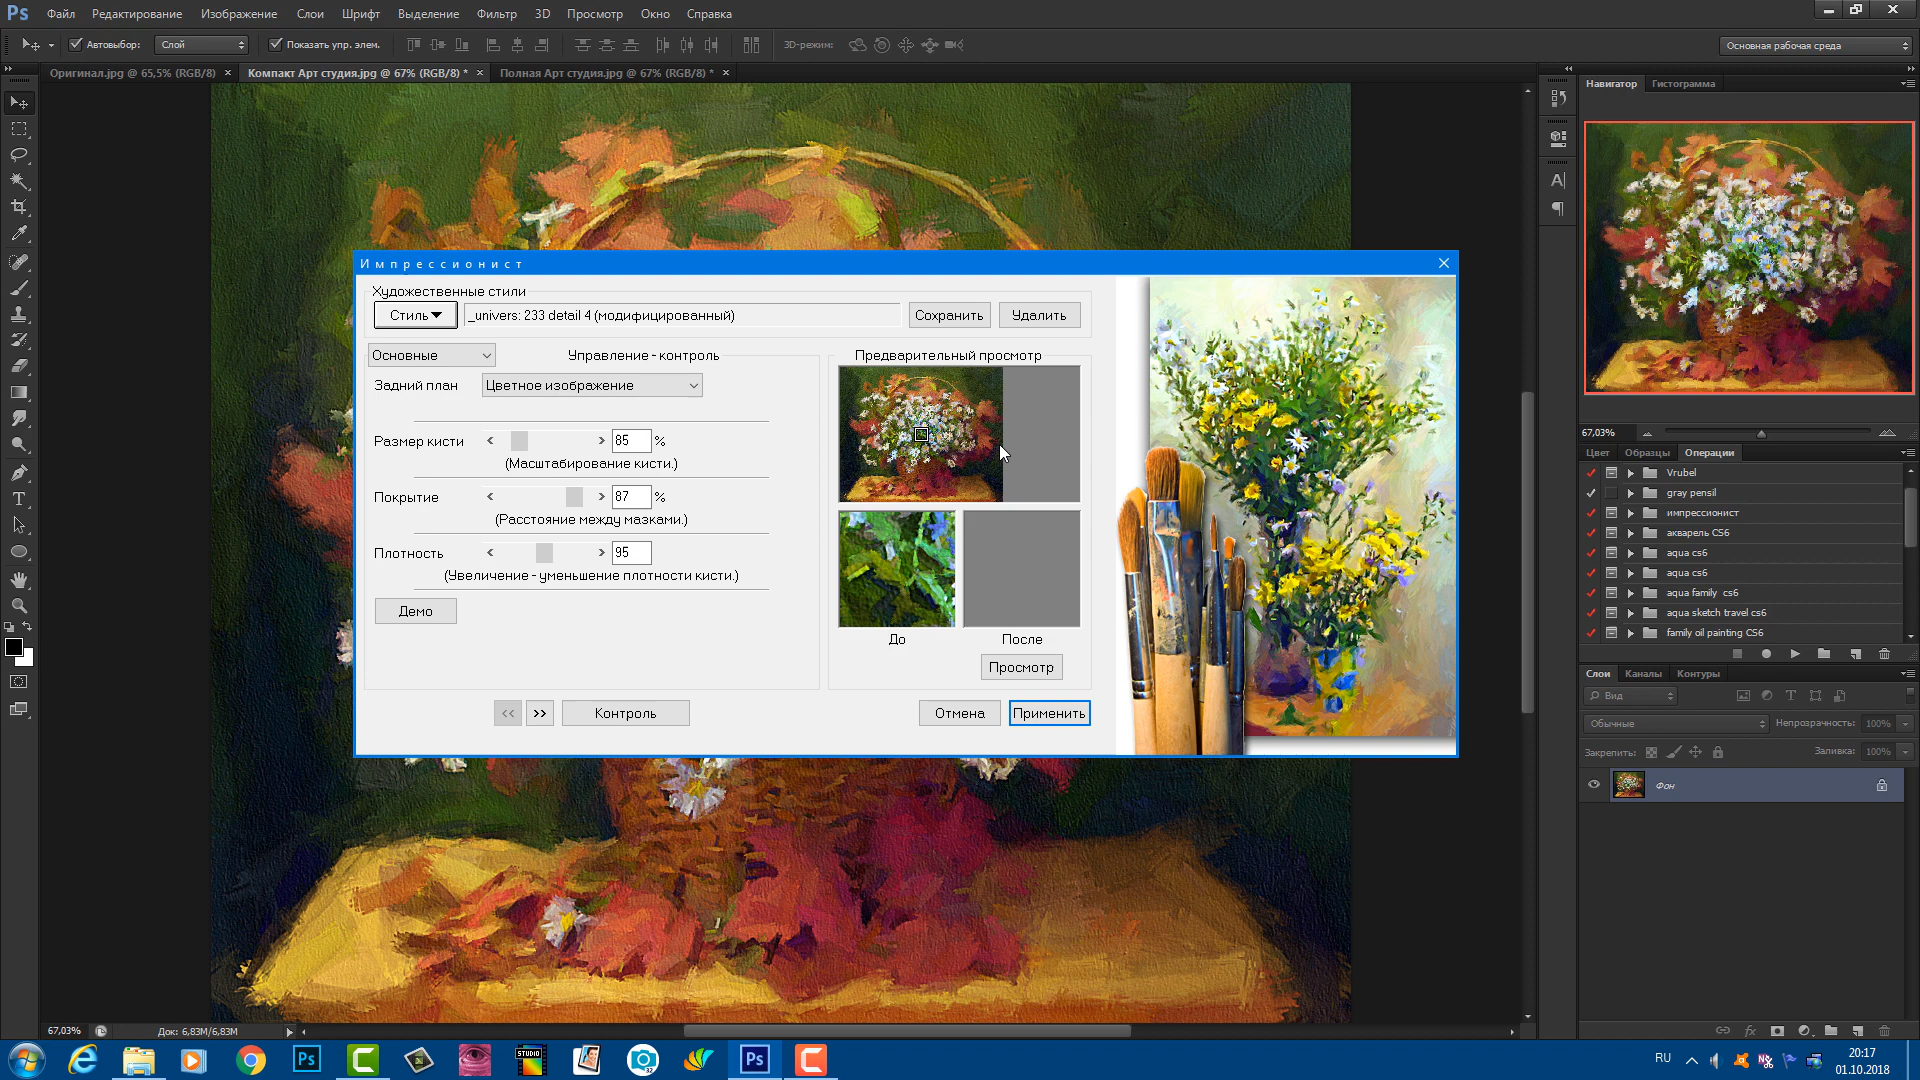 Ps Файл Редактирование Изображение Слои Шрифт Выделение Фильтр 3D Просмотр Окно Справка
Автовыбор: Слой Показать упр. элем. 3D-режим: Основная рабочая среда
Оригинал.jpg @ 65,5% (RGB/8) × Компакт Арт студия.jpg @ 67% (RGB/8) * × Полная Арт студия.jpg @ 67% (RGB/8) * ×
Навигатор Гистограмма
67,03%
Цвет Образцы Операции
Vrubel
gray pensil
импрессионист
акварель CS6
aqua cs6
aqua cs6
aqua family cs6
aqua sketch travel cs6
family oil painting CS6
Слои Каналы Контуры
Вид
Обычные Непрозрачность: 100%
Закрепить: Заливка: 100%
Фон
Импрессионист
Художественные стили
Стиль _univers: 233 detail 4 (модифицированный) Сохранить Удалить
Основные Управление - контроль
Задний план Цветное изображение
Размер кисти < > 85 %
(Масштабирование кисти.)
Покрытие < > 87 %
(Расстояние между мазками.)
Плотность < > 95
(Увеличение - уменьшение плотности кисти.)
Демо
Предварительный просмотр
До После
Просмотр
<< >> Контроль Отмена Применить
67,03% Док: 6,83M/6,83M
Ps STUDIO 32 Ps
RU 20:17
01.10.2018